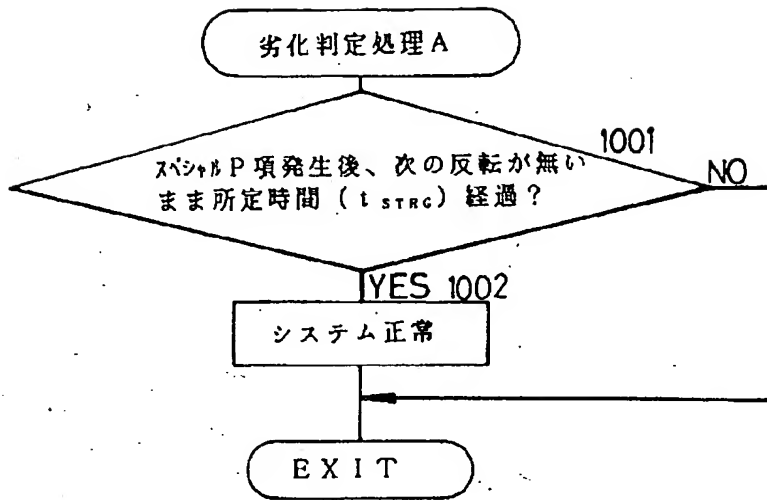 劣化判定処理A
1001
スペシャルP項発生後、次の反転が無い
まま所定時間(tSTRG)経過?
NO
YES 1002
システム正常
EXIT